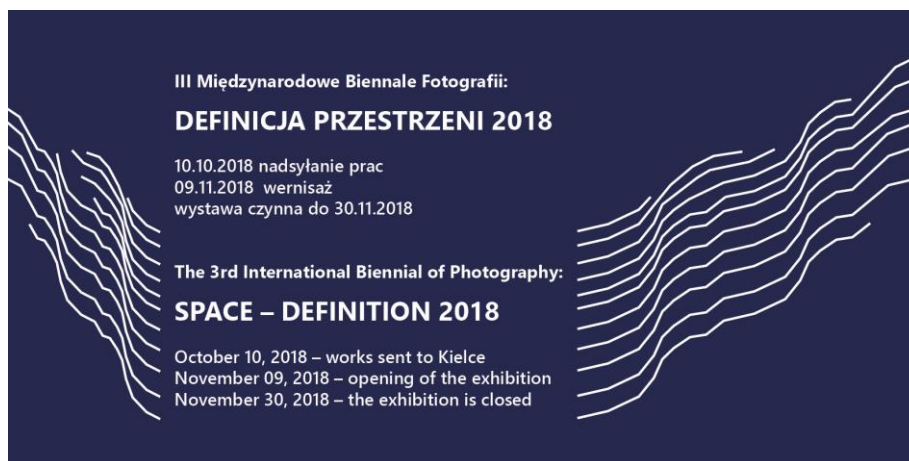 III Międzynarodowe Biennale Fotografii:
DEFINICJA PRZESTRZENI 2018
10.10.2018 nadsyłanie prac
09.11.2018 wernisaż
wystawa czynna do 30.11.2018
The 3rd International Biennial of Photography:
SPACE – DEFINITION 2018
October 10, 2018 – works sent to Kielce
November 09, 2018 – opening of the exhibition
November 30, 2018 – the exhibition is closed